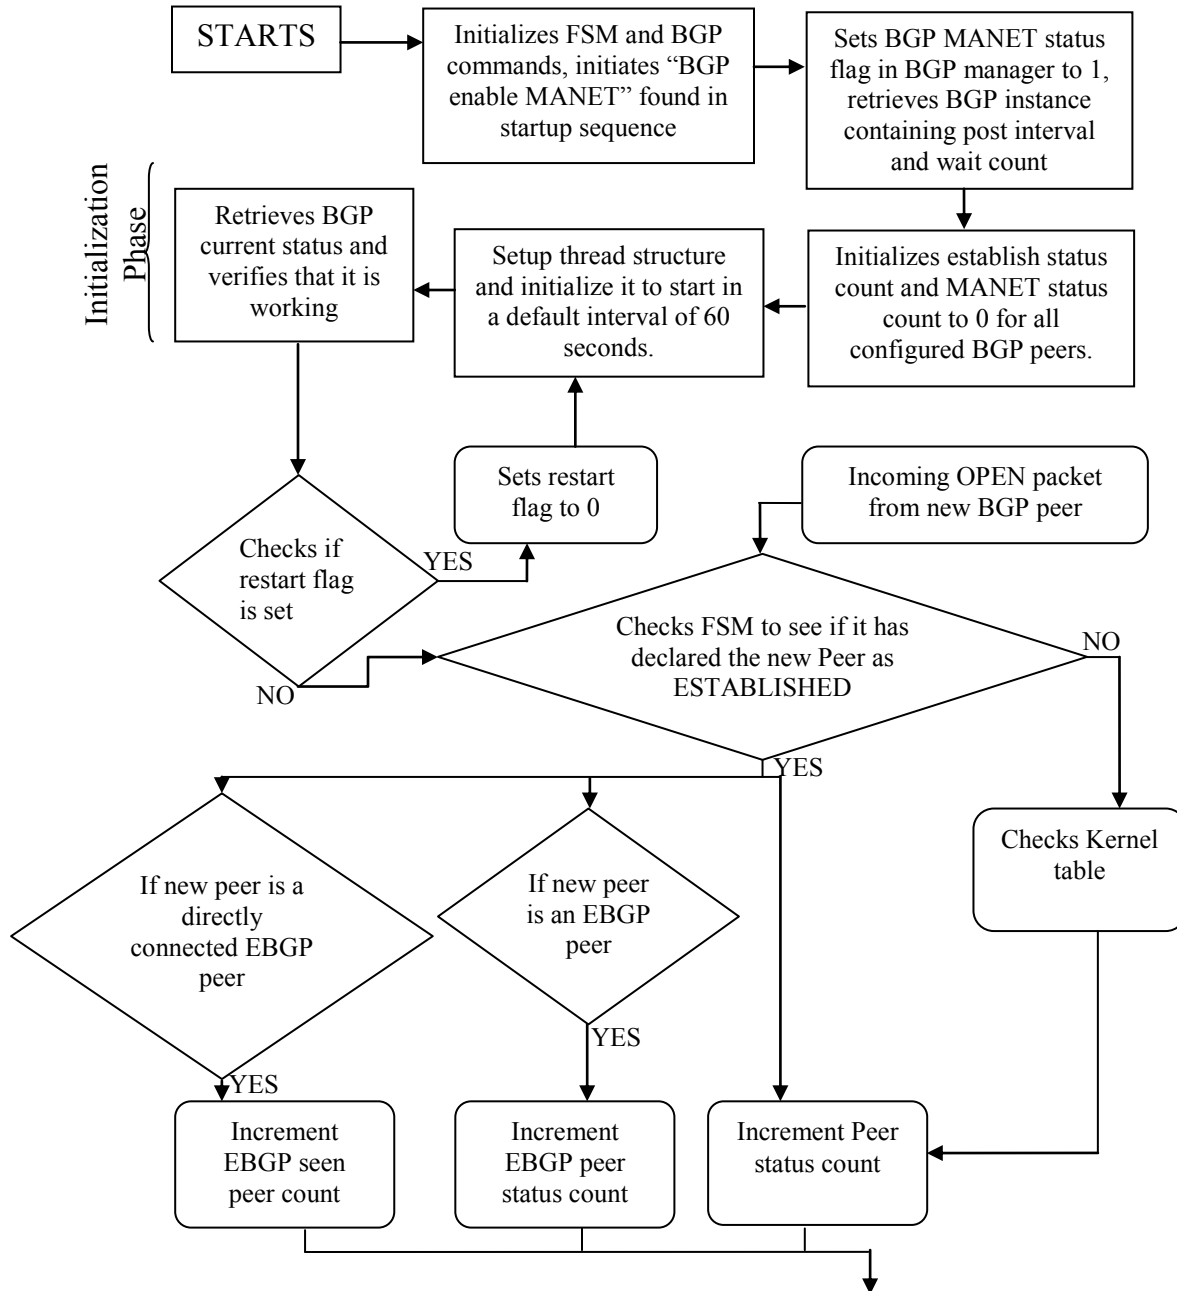 STARTS
Initializes FSM and BGP
commands, initiates “BGP
enable MANET” found in
startup sequence
Sets BGP MANET status
flag in BGP manager to 1,
retrieves BGP instance
containing post interval
and wait count
Initialization
Phase
Retrieves BGP
current status and
verifies that it is
working
Setup thread structure
and initialize it to start in
a default interval of 60
seconds.
Initializes establish status
count and MANET status
count to 0 for all
configured BGP peers.
Sets restart
flag to 0
Incoming OPEN packet
from new BGP peer
Checks if
restart flag
is set
YES
NO
Checks FSM to see if it has
declared the new Peer as
ESTABLISHED
NO
YES
If new peer is a
directly
connected EBGP
peer
If new peer
is an EBGP
peer
Checks Kernel
table
YES
YES
Increment
EBGP seen
peer count
Increment
EBGP peer
status count
Increment Peer
status count